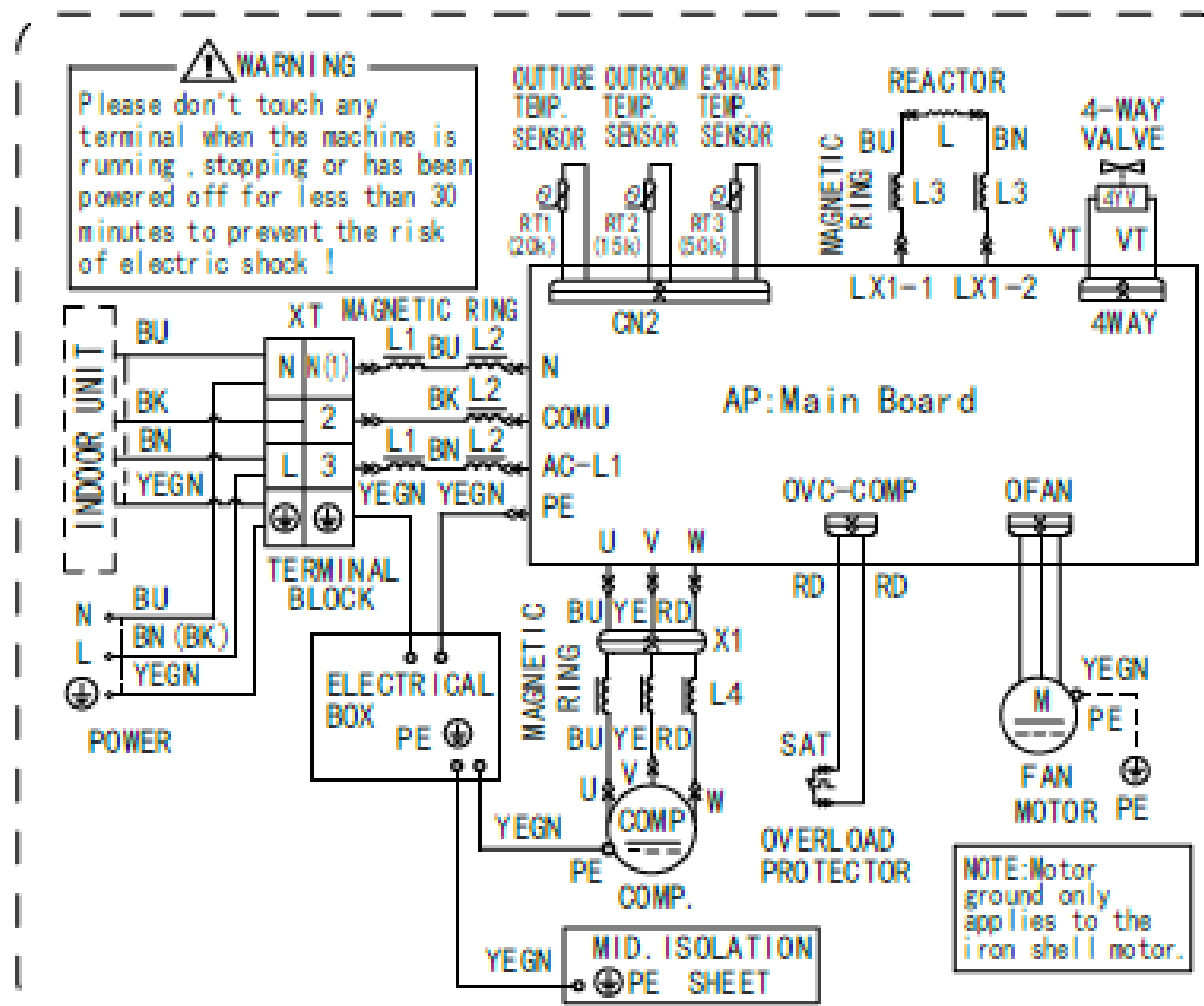 WARNING
Please don't touch any
terminal when the machine is
running , stopping or has been
powered off for less than 30
minutes to prevent the risk
of electric shock !
OUTTUBE OUTROOM EXHAUST
TEMP. TEMP. TEMP.
SENSOR SENSOR SENSOR
RT1 RT2 RT3
(20k) (15k) (50k)
CN2
REACTOR
MAGNETIC
RING
BU L BN
L3 L3
LX1-1 LX1-2
4-WAY
VALVE
4YV
VT VT
4WAY
INDOOR UNIT
BU
BK
BN
YEGN
XT
N N(1)
2
L 3
TERMINAL
BLOCK
MAGNETIC RING
L1 BU L2
BK L2
L1 BN L2
YEGN YEGN
N
COMU
AC-L1
PE
AP:Main Board
N BU
L BN(BK)
YEGN
POWER
ELECTRICAL
BOX
PE
U V W
BU YE RD
X1
MAGNETIC
RING
L4
BU YE RD
U V W
COMP
PE
COMP.
YEGN
YEGN
MID. ISOLATION
PE SHEET
OVC-COMP
RD RD
SAT
OVERLOAD
PROTECTOR
OFAN
M
YEGN
PE
FAN
MOTOR PE
NOTE:Motor
ground only
applies to the
iron shell motor.